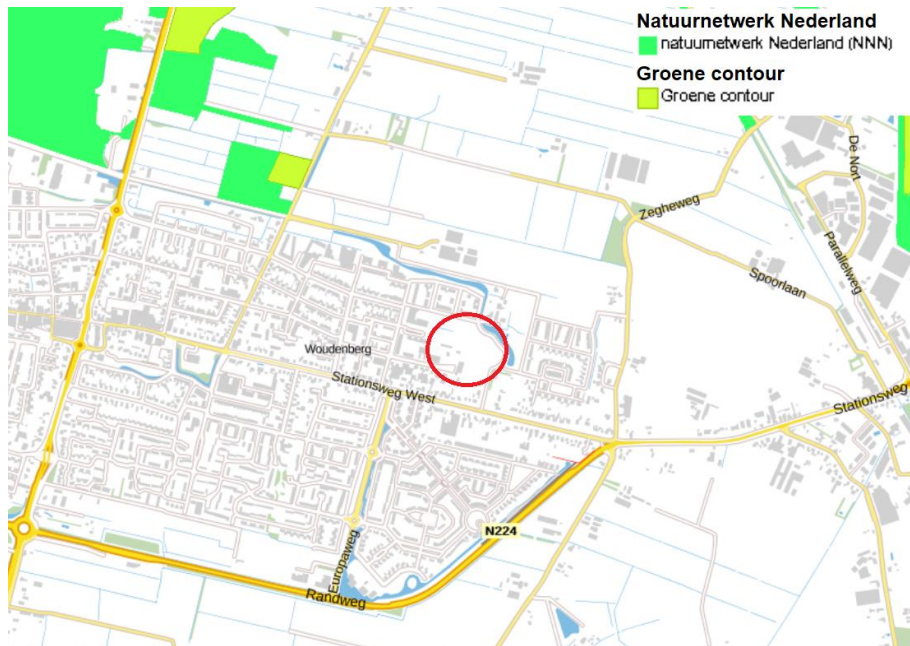 Natuurnetwerk Nederland
natuurnetwerk Nederland (NNN)
Groene contour
Groene contour
De Nort
Zegheweg
Parallelweg
Spoorlaan
Woudenberg
Stationsweg West
Stationsweg
N224
Europaweg
Randweg